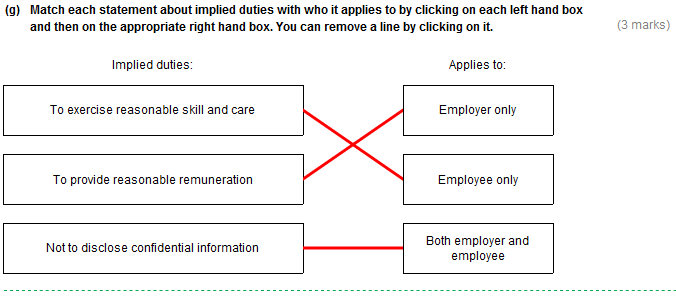 (g) Match each statement about implied duties with who it applies to by clicking on each left hand box
and then on the appropriate right hand box. You can remove a line by clicking on it.
(3 marks)
Implied duties:
Applies to:
To exercise reasonable skill and care
Employer only
To provide reasonable remuneration
Employee only
Not to disclose confidential information
Both employer and
employee